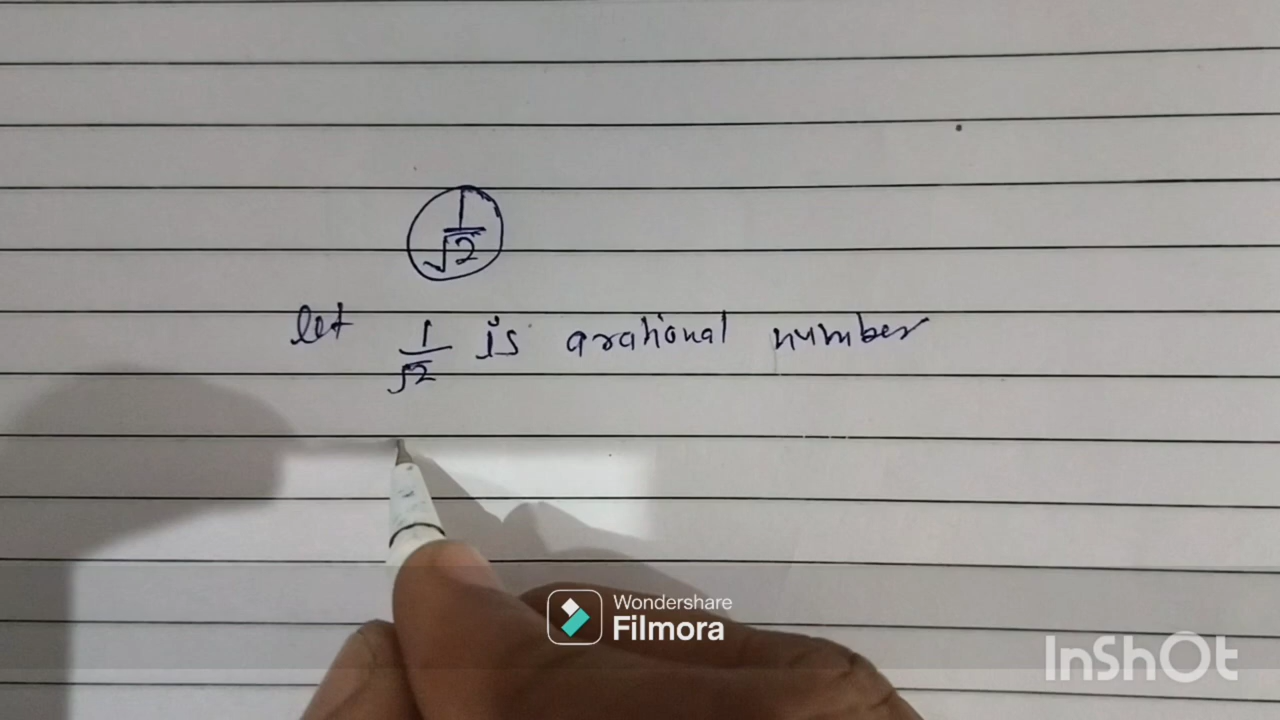 1/√2
let 1/√2 is arational number
Wondershare
Filmora
InShOt